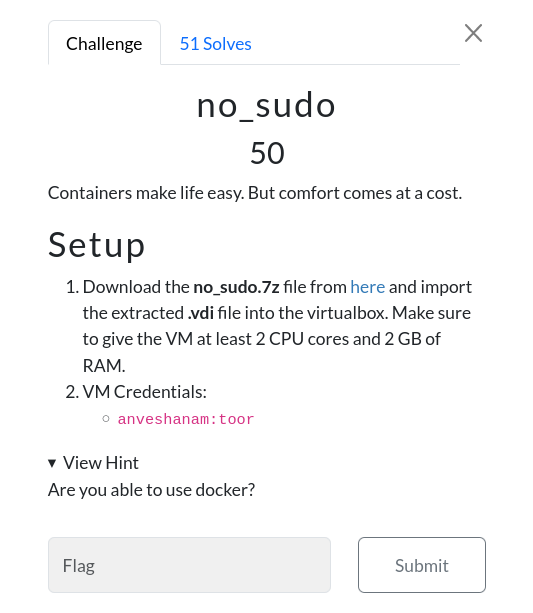 Challenge
51 Solves
no_sudo
50
Containers make life easy. But comfort comes at a cost.
Setup
1. Download the no_sudo.7z file from here and import
the extracted .vdi file into the virtualbox. Make sure
to give the VM at least 2 CPU cores and 2 GB of
RAM.
2. VM Credentials:
○ anveshanam:toor
▼ View Hint
Are you able to use docker?
Flag
Submit